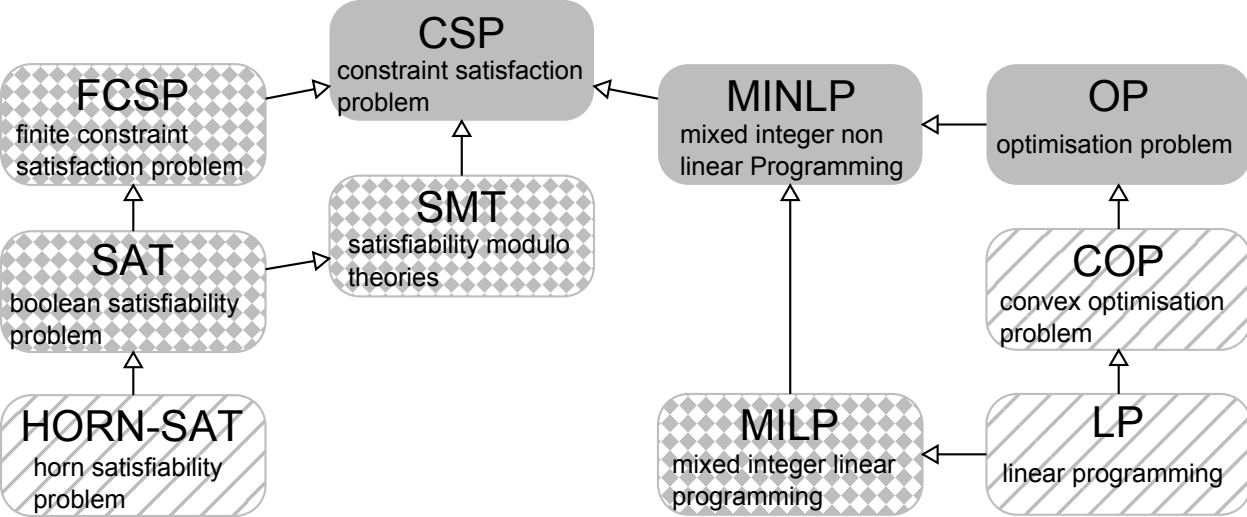 CSP
constraint satisfaction
problem
FCSP
finite constraint
satisfaction problem
MINLP
mixed integer non
linear Programming
OP
optimisation problem
SMT
satisfiability modulo
theories
SAT
boolean satisfiability
problem
COP
convex optimisation
problem
HORN-SAT
horn satisfiability
problem
MILP
mixed integer linear
programming
LP
linear programming